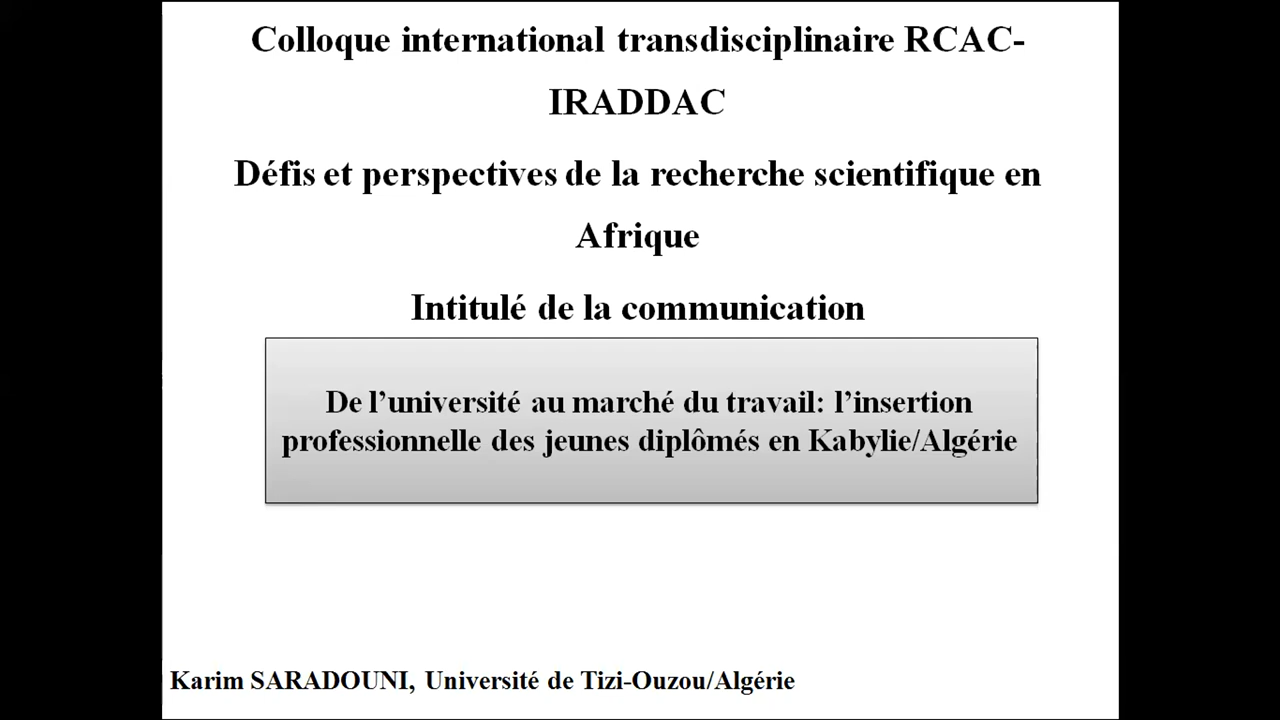 Colloque international transdisciplinaire RCAC-
IRADDAC
Défis et perspectives de la recherche scientifique en
Afrique
Intitulé de la communication
De l’université au marché du travail: l’insertion
professionnelle des jeunes diplômés en Kabylie/Algérie
Karim SARADOUNI, Université de Tizi-Ouzou/Algérie